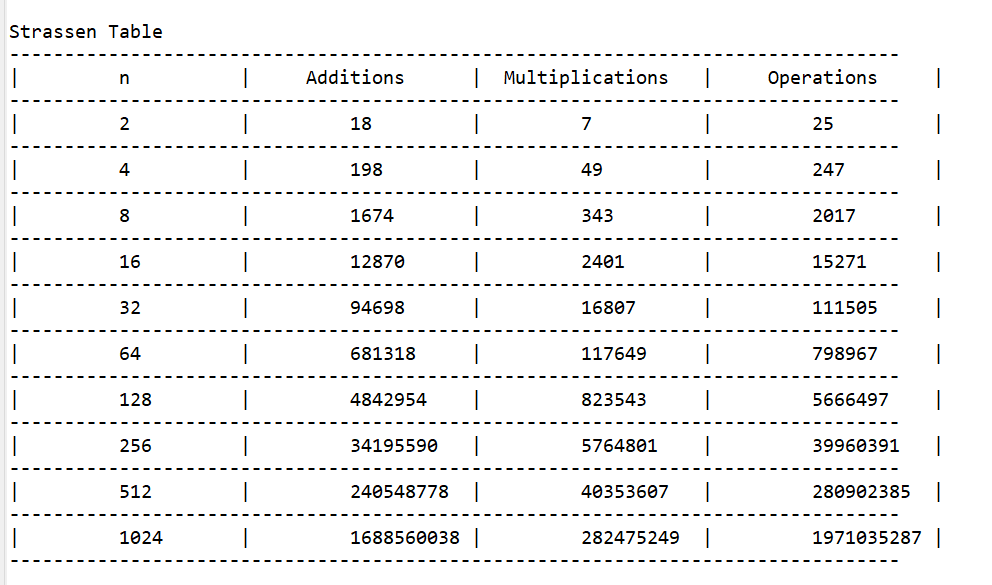 Strassen Table
---------------------------------------------------------------------------------
| n | Additions | Multiplications | Operations |
---------------------------------------------------------------------------------
| 2 | 18 | 7 | 25 |
---------------------------------------------------------------------------------
| 4 | 198 | 49 | 247 |
---------------------------------------------------------------------------------
| 8 | 1674 | 343 | 2017 |
---------------------------------------------------------------------------------
| 16 | 12870 | 2401 | 15271 |
---------------------------------------------------------------------------------
| 32 | 94698 | 16807 | 111505 |
---------------------------------------------------------------------------------
| 64 | 681318 | 117649 | 798967 |
---------------------------------------------------------------------------------
| 128 | 4842954 | 823543 | 5666497 |
---------------------------------------------------------------------------------
| 256 | 34195590 | 5764801 | 39960391 |
---------------------------------------------------------------------------------
| 512 | 240548778 | 40353607 | 280902385 |
---------------------------------------------------------------------------------
| 1024 | 1688560038 | 282475249 | 1971035287 |
---------------------------------------------------------------------------------